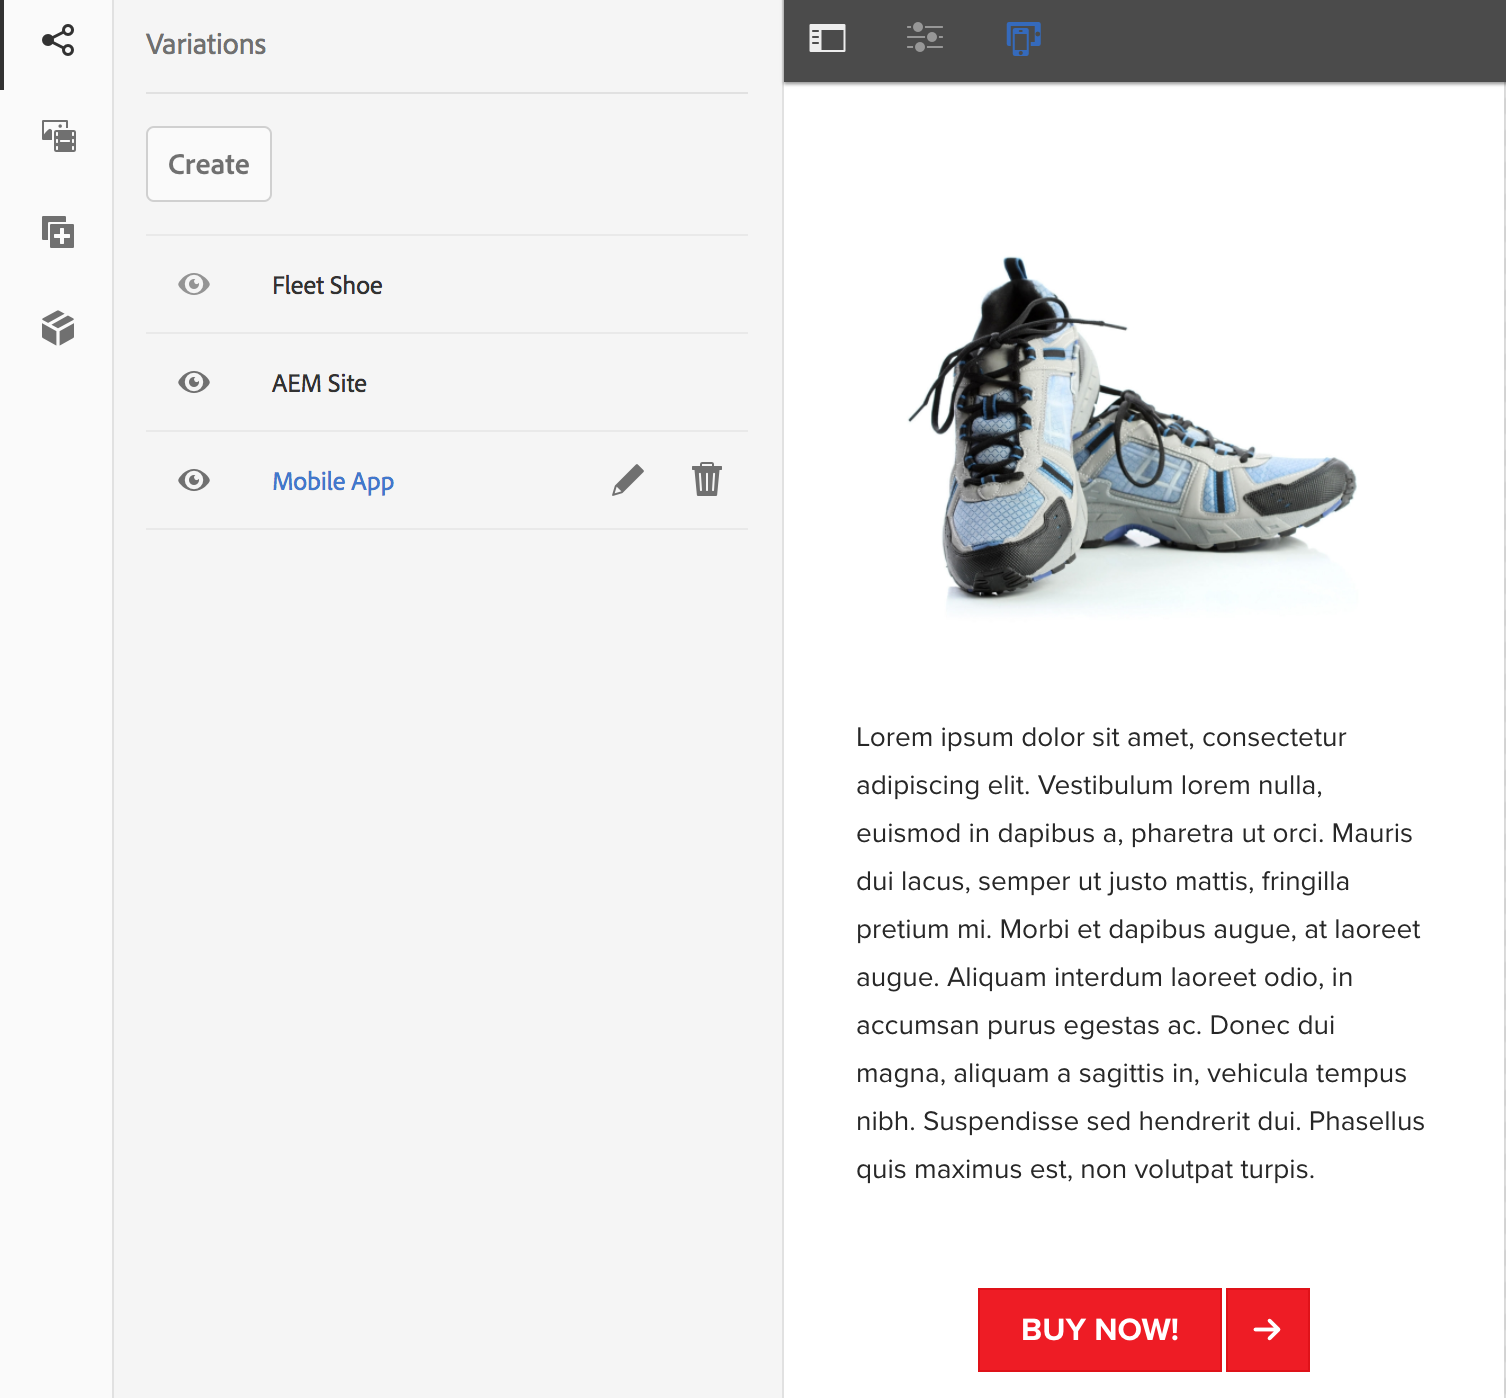 Variations
Create
Fleet Shoe
AEM Site
Mobile App
Lorem ipsum dolor sit amet, consectetur
adipiscing elit. Vestibulum lorem nulla,
euismod in dapibus a, pharetra ut orci. Mauris
dui lacus, semper ut justo mattis, fringilla
pretium mi. Morbi et dapibus augue, at laoreet
augue. Aliquam interdum laoreet odio, in
accumsan purus egestas ac. Donec dui
magna, aliquam a sagittis in, vehicula tempus
nibh. Suspendisse sed hendrerit dui. Phasellus
quis maximus est, non volutpat turpis.
BUY NOW!